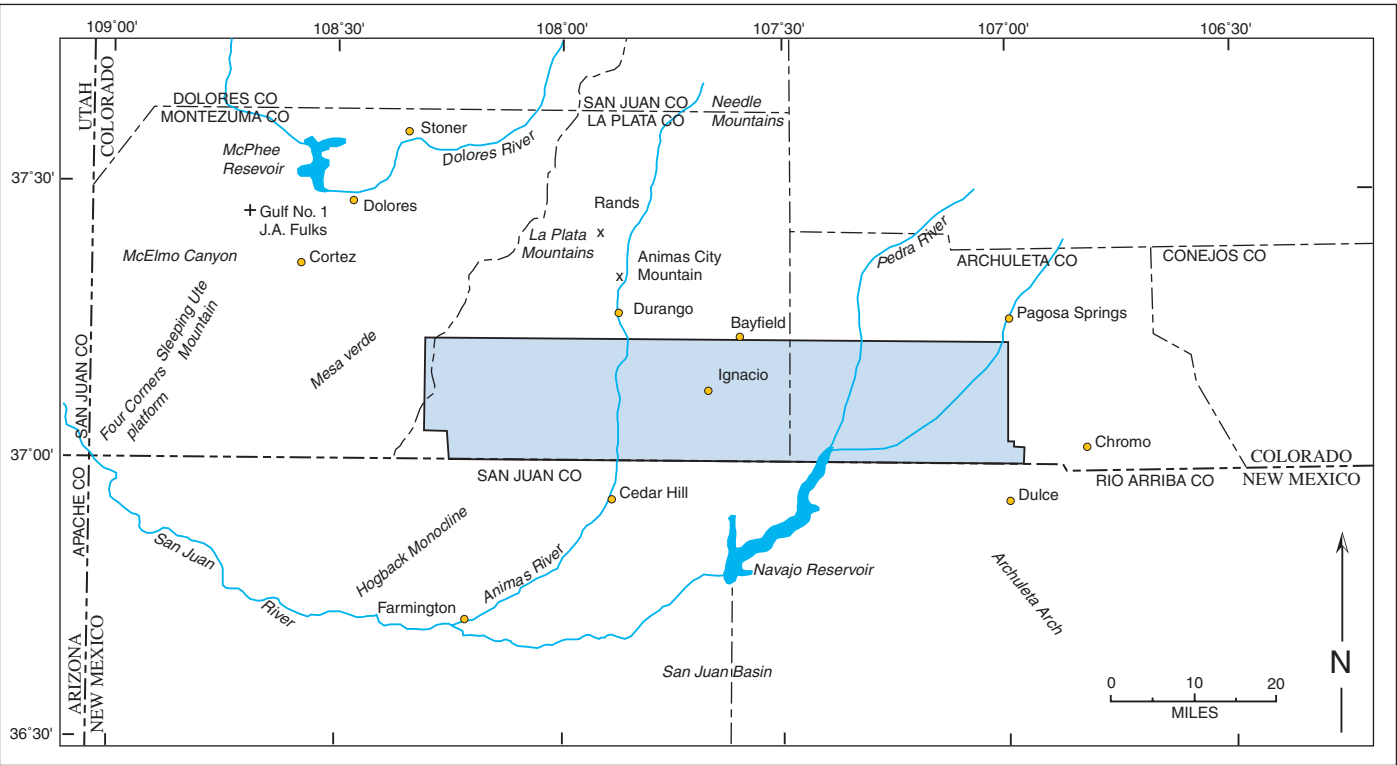 109°00'
108°30'
108°00'
107°30'
107°00'
106°30'
UTAH
COLORADO
DOLORES CO
MONTEZUMA CO
SAN JUAN CO
LA PLATA CO
Needle
Mountains
Stoner
McPhee
Resevoir
Dolores River
37°30'
Dolores
Gulf No. 1
J.A. Fulks
Rands
x
La Plata
Mountains
Pedra River
McElmo Canyon
Cortez
Animas City
Mountain
x
ARCHULETA CO
CONEJOS CO
Sleeping Ute
Mountain
Durango
Bayfield
Pagosa Springs
Mesa verde
Ignacio
SAN JUAN CO
Four Corners
platform
Chromo
37°00'
COLORADO
NEW MEXICO
SAN JUAN CO
RIO ARRIBA CO
APACHE CO
Cedar Hill
Dulce
San Juan
River
Hogback Monocline
Animas River
Navajo Reservoir
Archuleta Arch
Farmington
San Juan Basin
ARIZONA
NEW MEXICO
N
0 10 20
MILES
36°30'